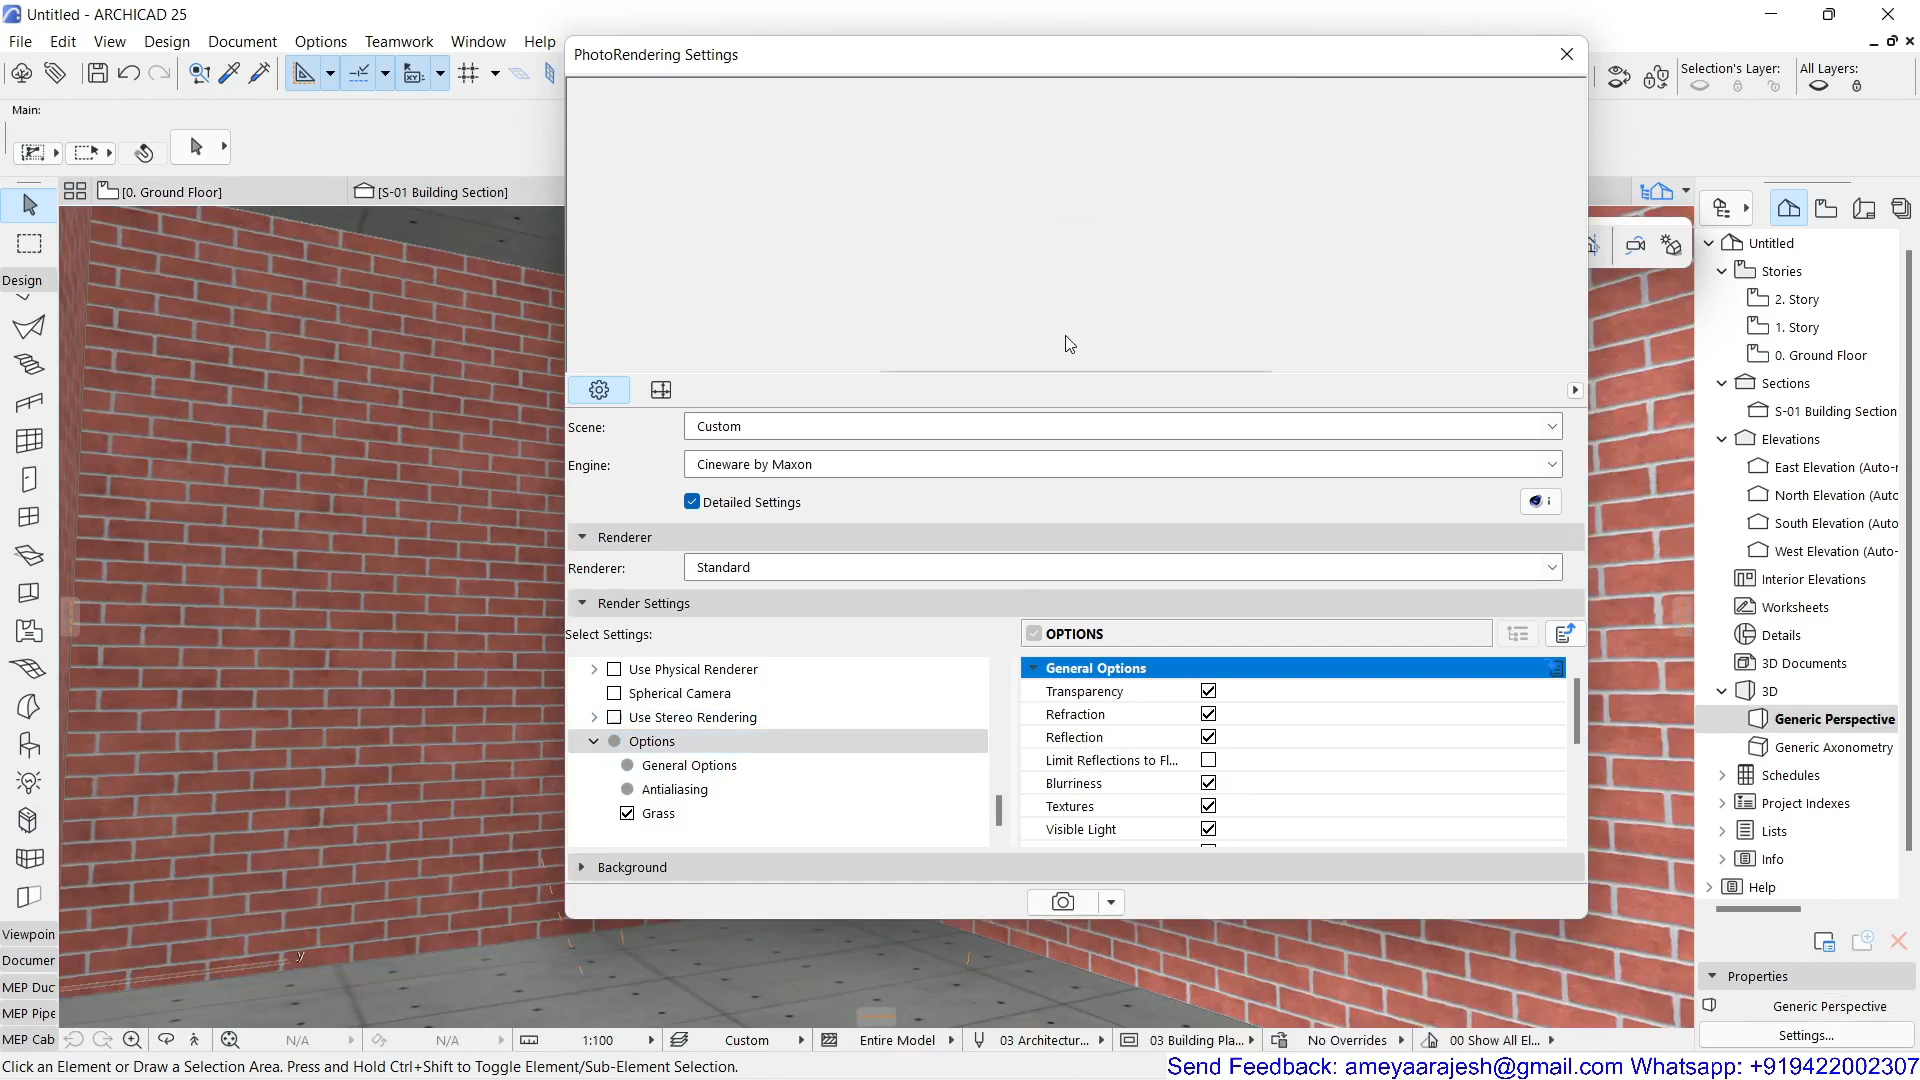 Untitled - ARCHICAD 25
File Edit View Design Document Options Teamwork Window Help
Selection's Layer: All Layers:
Main:
[0. Ground Floor] [S-01 Building Section]
Design
Viewpoin
Documer
MEP Duc
MEP Pipe
MEP Cab
PhotoRendering Settings
Scene: Custom
Engine: Cineware by Maxon
Detailed Settings
Renderer
Renderer: Standard
Render Settings
Select Settings: OPTIONS
Use Physical Renderer
Spherical Camera
Use Stereo Rendering
Options
General Options
Antialiasing
Grass
General Options
Transparency
Refraction
Reflection
Limit Reflections to Fl...
Blurriness
Textures
Visible Light
Background
Untitled
Stories
2. Story
1. Story
0. Ground Floor
Sections
S-01 Building Section
Elevations
East Elevation (Auto-r
North Elevation (Auto
South Elevation (Auto
West Elevation (Auto-
Interior Elevations
Worksheets
Details
3D Documents
3D
Generic Perspective
Generic Axonometry
Schedules
Project Indexes
Lists
Info
Help
Properties
Generic Perspective
Settings...
y
N/A N/A 1:100 Custom Entire Model 03 Architectur... 03 Building Pla... No Overrides 00 Show All El...
Click an Element or Draw a Selection Area. Press and Hold Ctrl+Shift to Toggle Element/Sub-Element Selection.
Send Feedback: ameyaarajesh@gmail.com Whatsapp: +919422002307